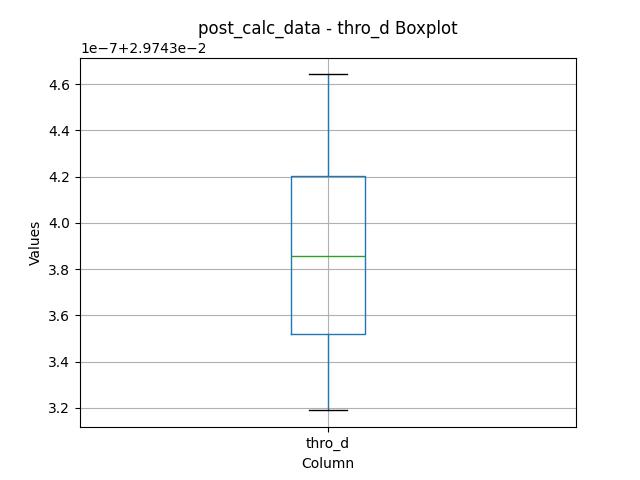 post_calc_data - thro_d Boxplot
1e−7+2.9743e−2
4.6
4.4
4.2
4.0
3.8
3.6
3.4
3.2
Values
thro_d
Column